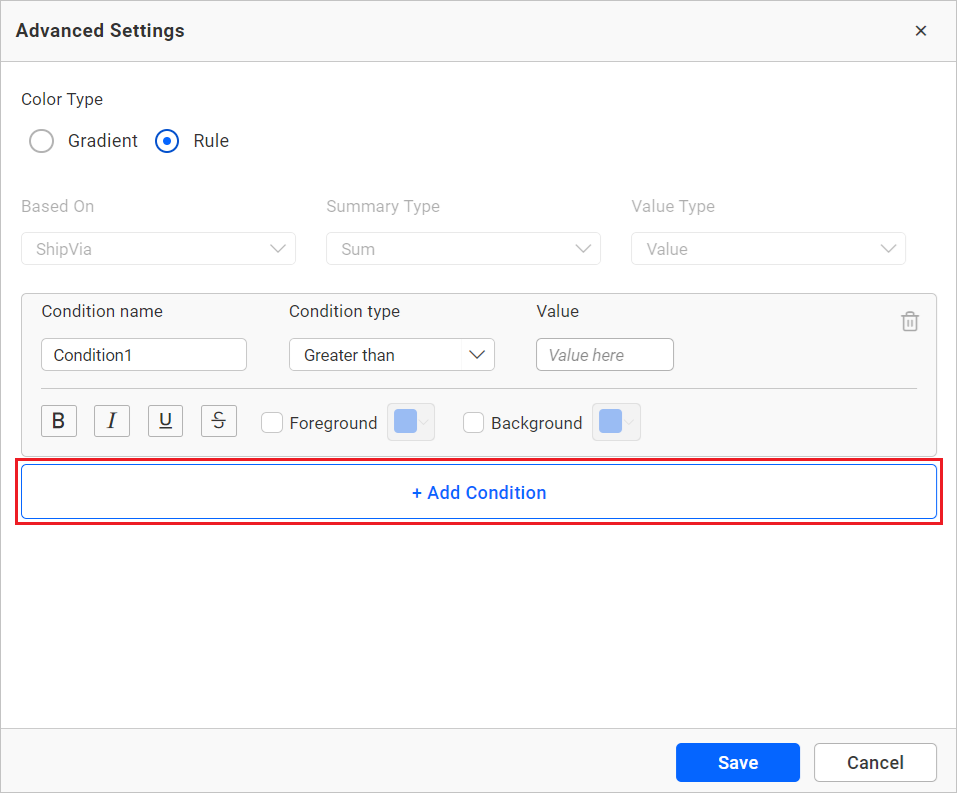 Advanced Settings
Color Type
Gradient Rule
Based On Summary Type Value Type
ShipVia Sum Value
Condition name Condition type Value
Condition1 Greater than Value here
B I U S Foreground Background
+ Add Condition
Save Cancel